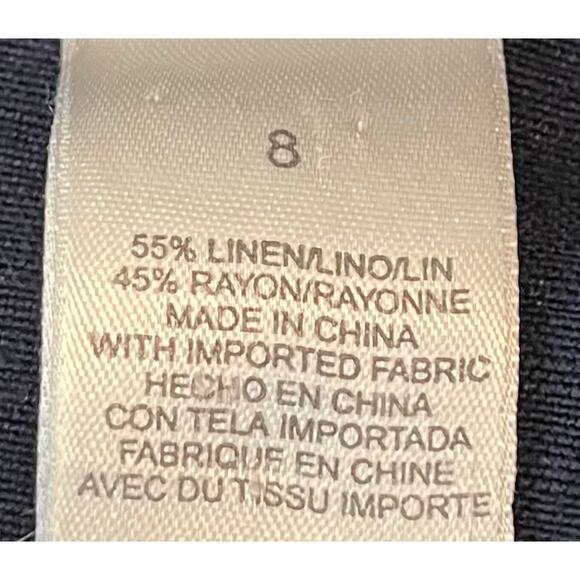 8
55% LINEN/LINO/LIN
45% RAYON/RAYONNE
MADE IN CHINA
WITH IMPORTED FABRIC
HECHO EN CHINA
CON TELA IMPORTADA
FABRIQUE EN CHINE
AVEC DU TISSU IMPORTE